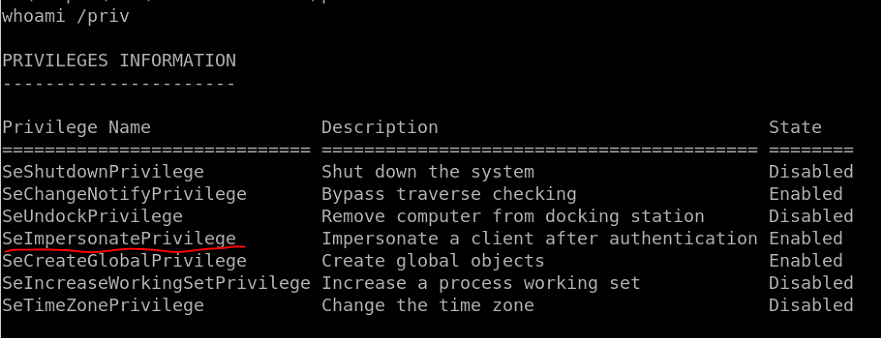 whoami /priv
PRIVILEGES INFORMATION
----------------------
Privilege Name Description State
============================= ========================================= ========
SeShutdownPrivilege Shut down the system Disabled
SeChangeNotifyPrivilege Bypass traverse checking Enabled
SeUndockPrivilege Remove computer from docking station Disabled
SeImpersonatePrivilege Impersonate a client after authentication Enabled
SeCreateGlobalPrivilege Create global objects Enabled
SeIncreaseWorkingSetPrivilege Increase a process working set Disabled
SeTimeZonePrivilege Change the time zone Disabled